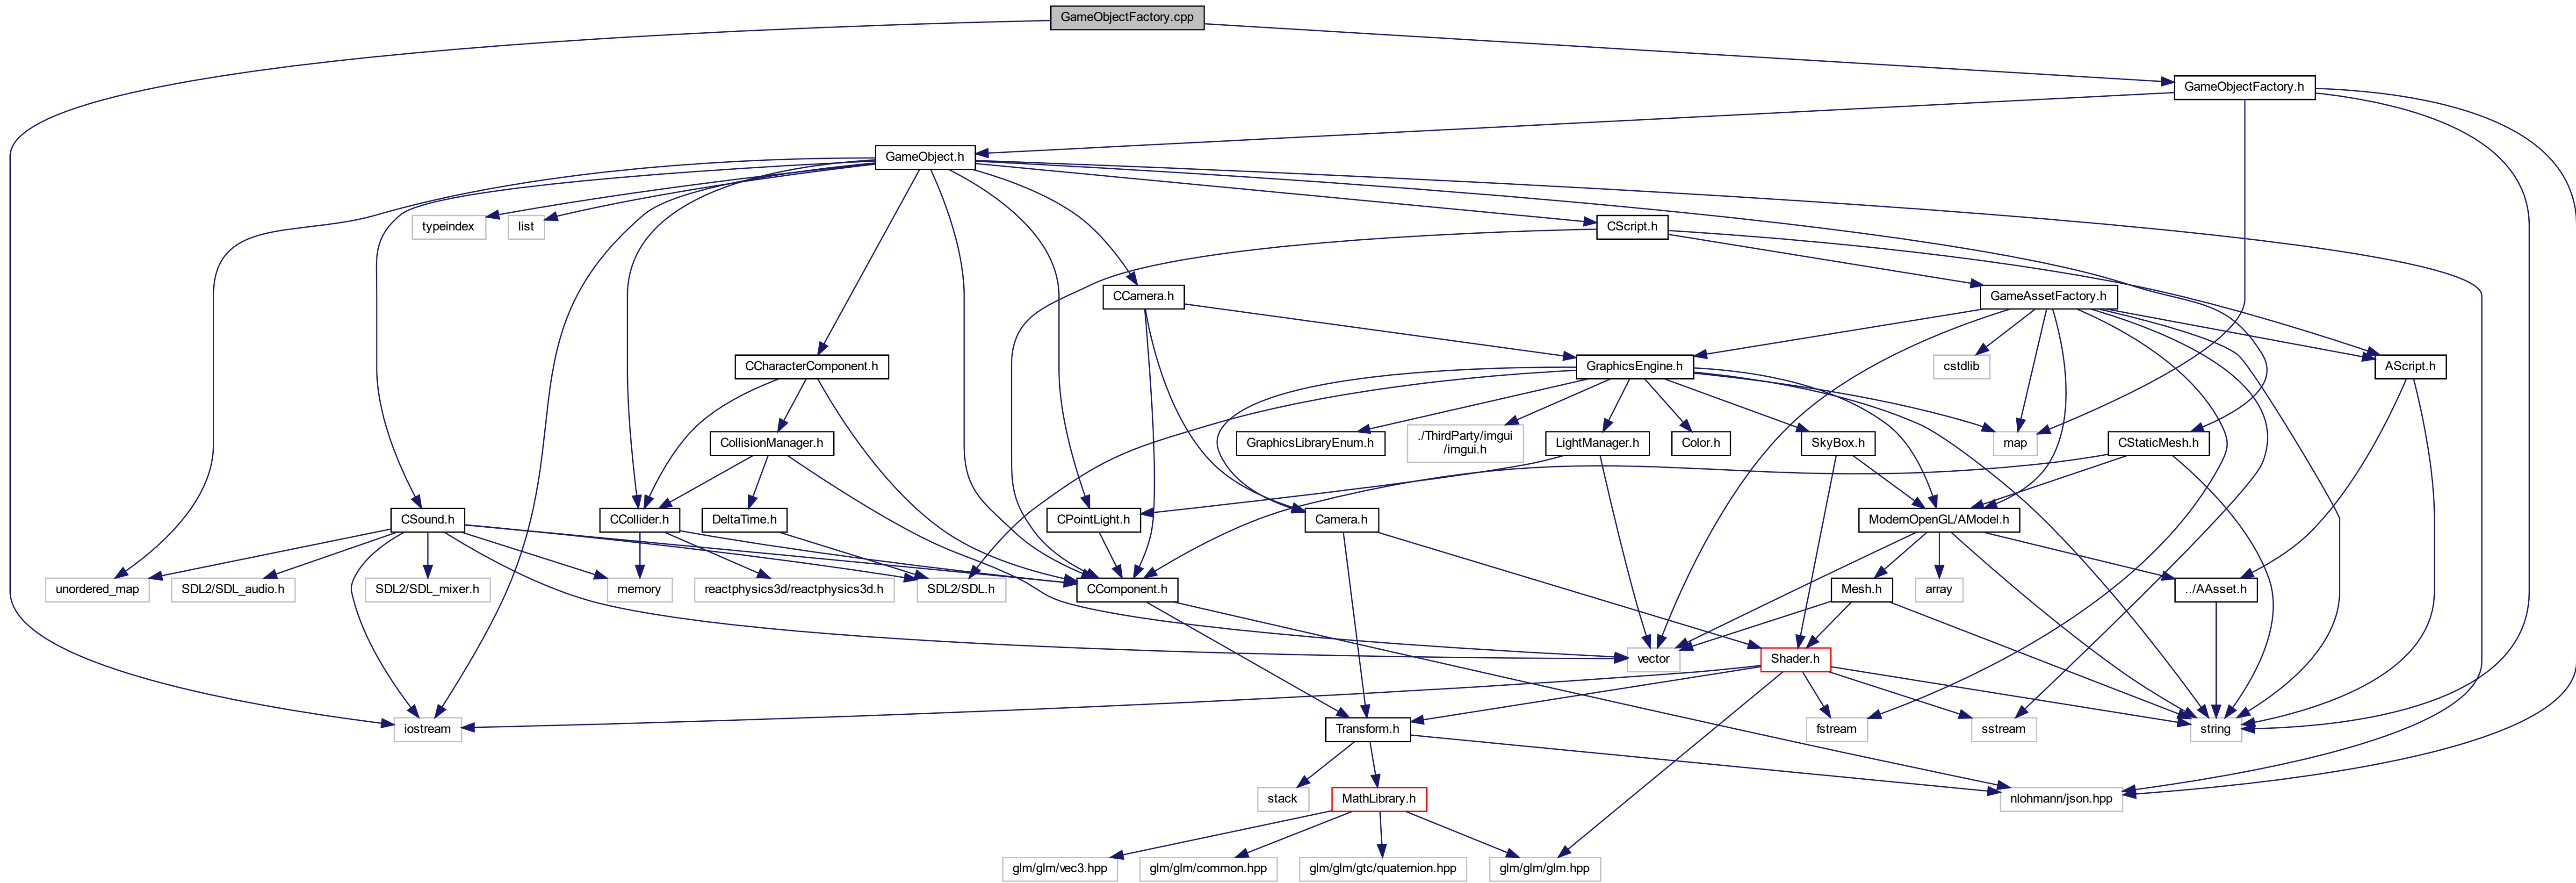 GameObjectFactory.cpp
GameObjectFactory.h
GameObject.h
typeindex
list
CScript.h
CCamera.h
GameAssetFactory.h
CCharacterComponent.h
GraphicsEngine.h
cstdlib
AScript.h
CollisionManager.h
GraphicsLibraryEnum.h
./ThirdParty/imgui
/imgui.h
LightManager.h
Color.h
SkyBox.h
map
CStaticMesh.h
CSound.h
CCollider.h
DeltaTime.h
CPointLight.h
Camera.h
ModernOpenGL/AModel.h
unordered_map
SDL2/SDL_audio.h
SDL2/SDL_mixer.h
memory
reactphysics3d/reactphysics3d.h
SDL2/SDL.h
CComponent.h
Mesh.h
array
../AAsset.h
vector
Shader.h
iostream
Transform.h
fstream
sstream
string
stack
MathLibrary.h
nlohmann/json.hpp
glm/glm/vec3.hpp
glm/glm/common.hpp
glm/glm/gtc/quaternion.hpp
glm/glm/glm.hpp